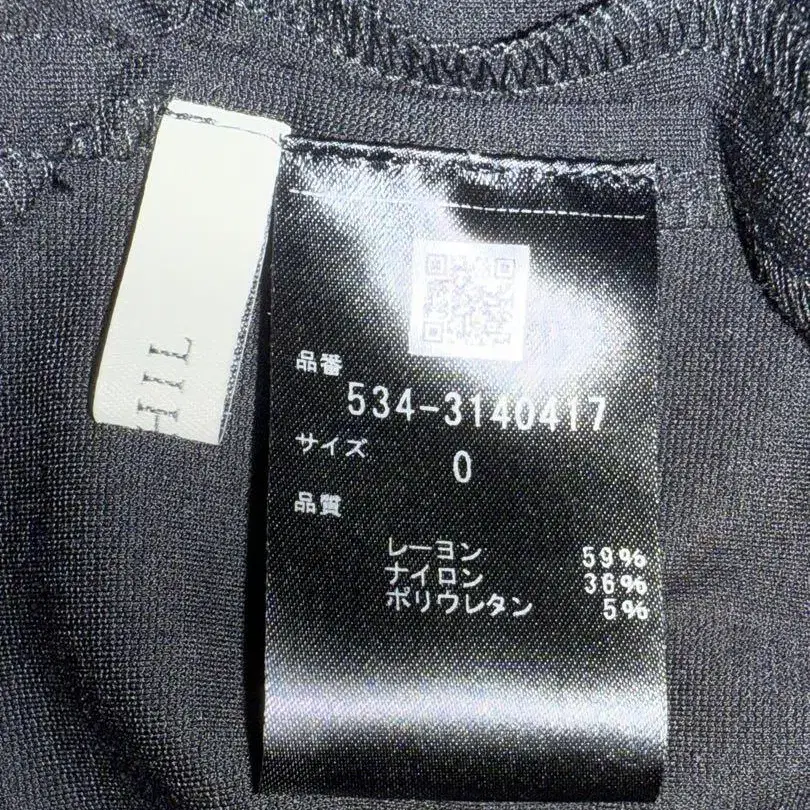 品番
534-3140417
サイズ
0
品質
レーヨン 59%
ナイロン 36%
ポリウレタン 5%